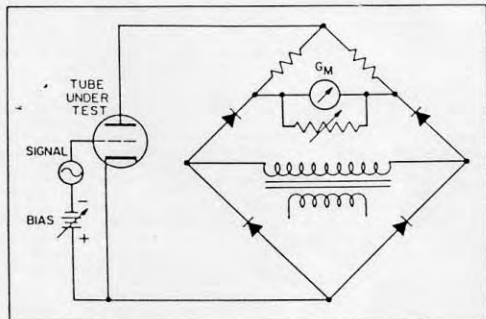 TUBE
UNDER
TEST
G_M
SIGNAL
BIAS
-
+